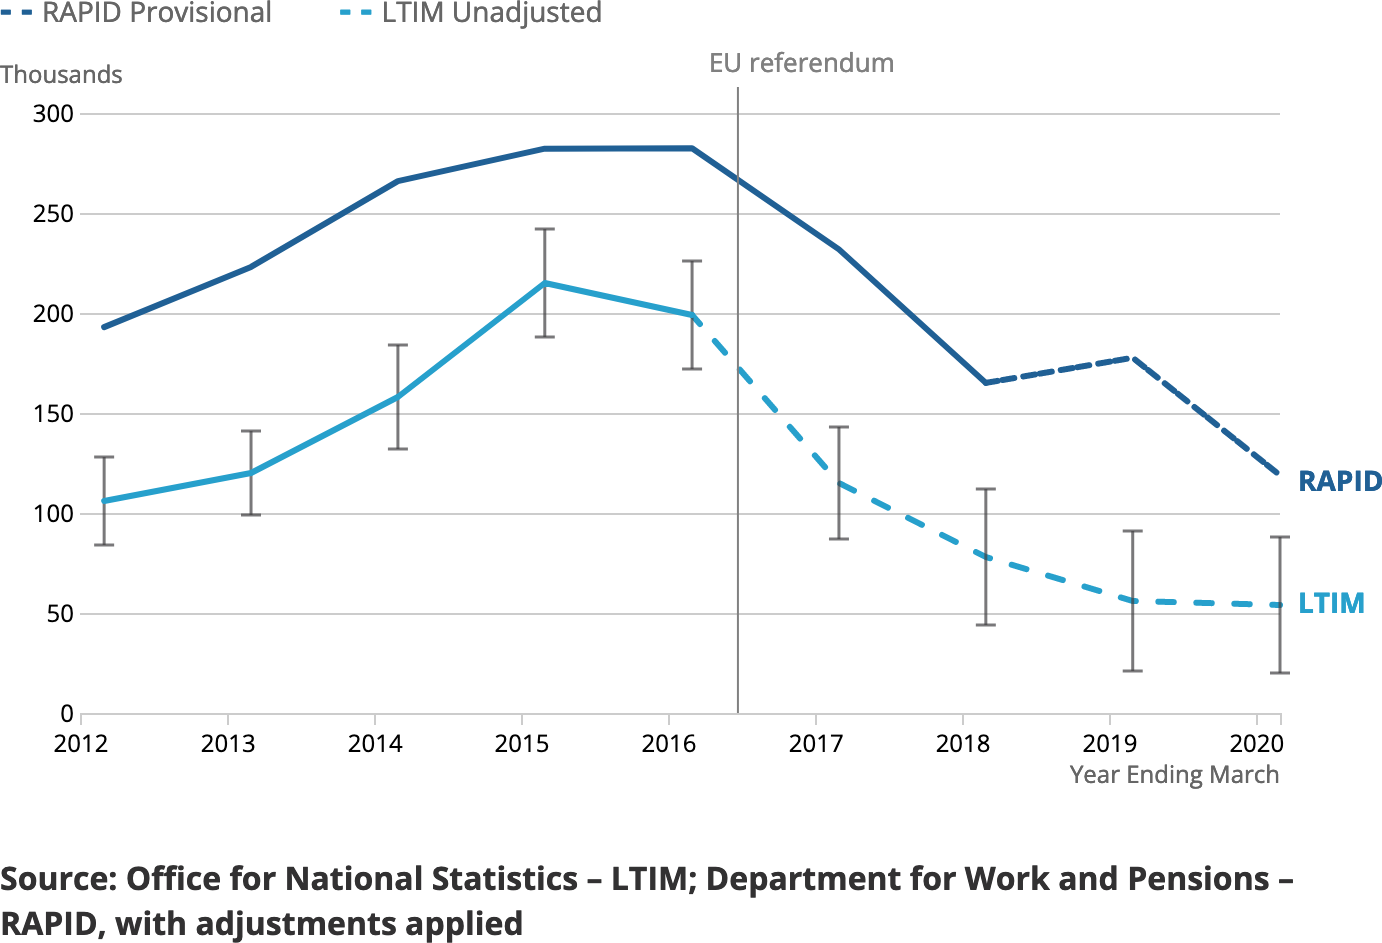 RAPID Provisional LTIM Unadjusted
EU referendum
Thousands
300
250
200
150
100
50
0
RAPID
LTIM
2012 2013 2014 2015 2016 2017 2018 2019 2020
Year Ending March
Source: Office for National Statistics – LTIM; Department for Work and Pensions –
RAPID, with adjustments applied